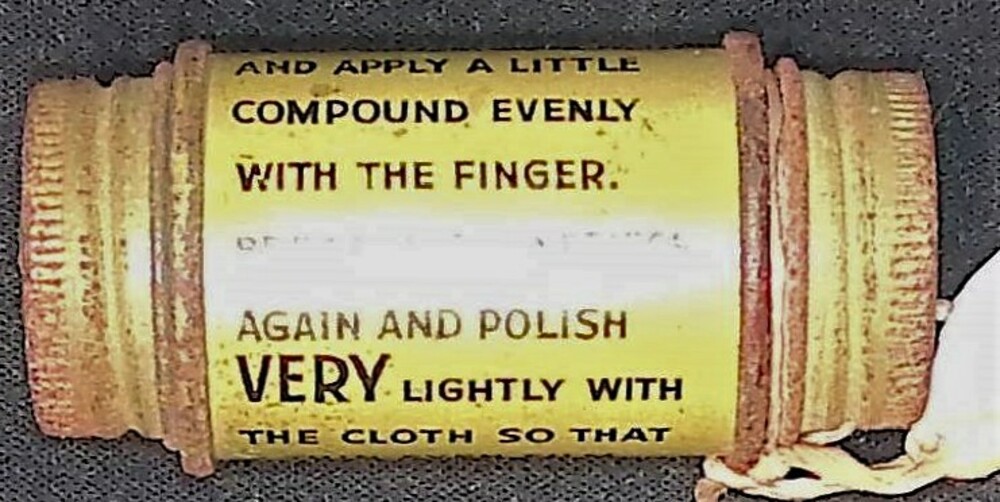 AND APPLY A LITTLE
COMPOUND EVENLY
WITH THE FINGER.
AGAIN AND POLISH
VERY LIGHTLY WITH
THE CLOTH SO THAT